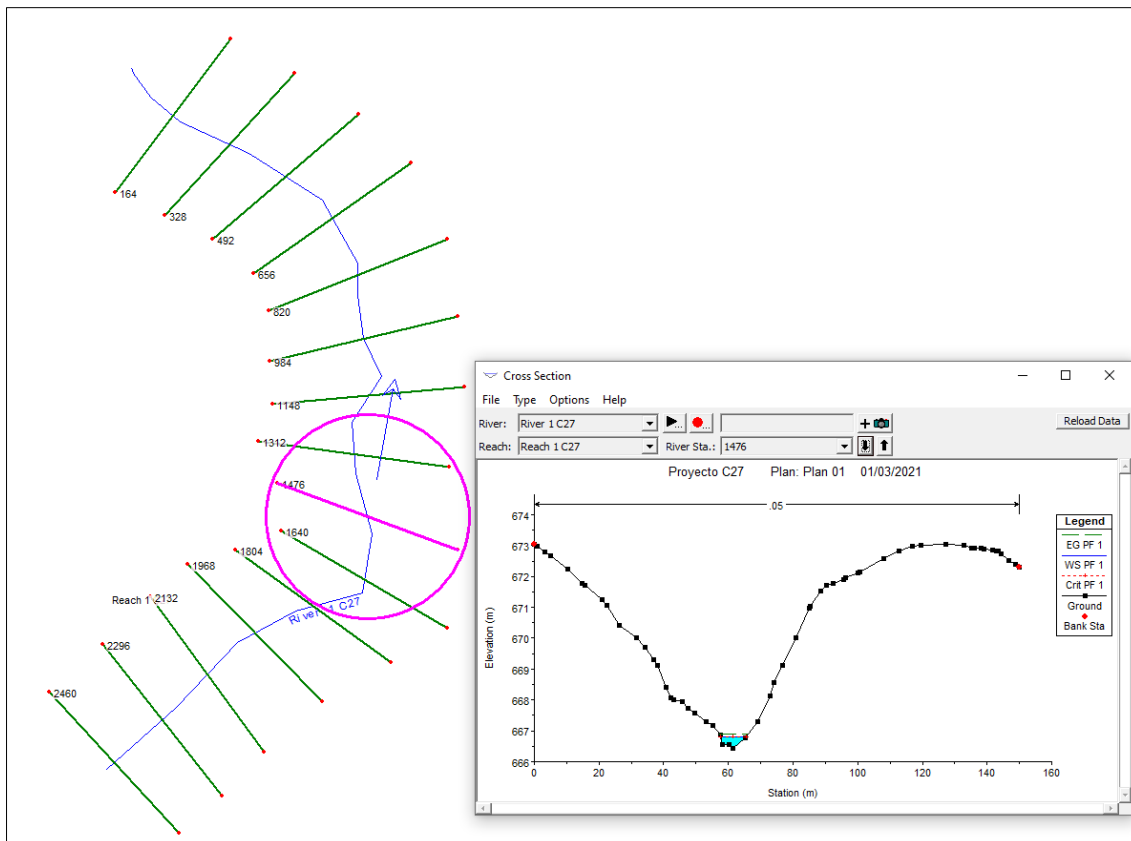 164
328
492
656
820
984
1148
1312
1476
1640
1804
1968
Reach 1 2132
River 1 C27
2296
2460
Cross Section
File Type Options Help
River: River 1 C27 Reload Data
Reach: Reach 1 C27 River Sta.: 1476
Proyecto C27 Plan: Plan 01 01/03/2021
.05
674
673
672
671
670
669
668
667
666
Elevation (m)
0 20 40 60 80 100 120 140 160
Station (m)
Legend
EG PF 1
WS PF 1
Crit PF 1
Ground
Bank Sta